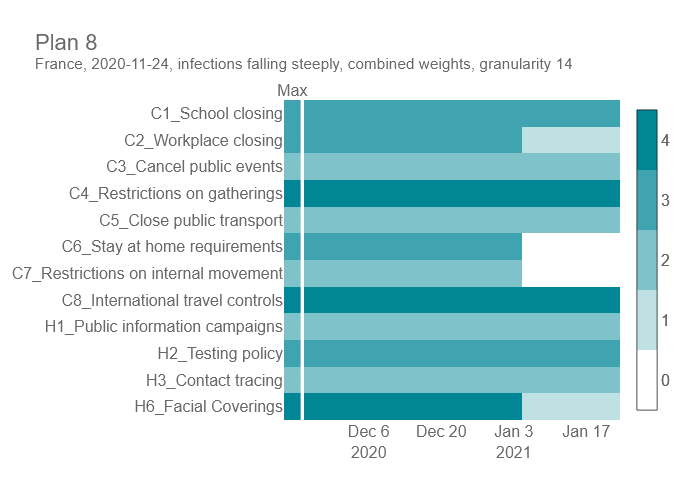 Plan 8
France, 2020-11-24, infections falling steeply, combined weights, granularity 14
Max
C1_School closing
C2_Workplace closing
C3_Cancel public events
C4_Restrictions on gatherings
C5_Close public transport
C6_Stay at home requirements
C7_Restrictions on internal movement
C8_International travel controls
H1_Public information campaigns
H2_Testing policy
H3_Contact tracing
H6_Facial Coverings
4
3
2
1
0
Dec 6 Dec 20 Jan 3 Jan 17
2020 2021